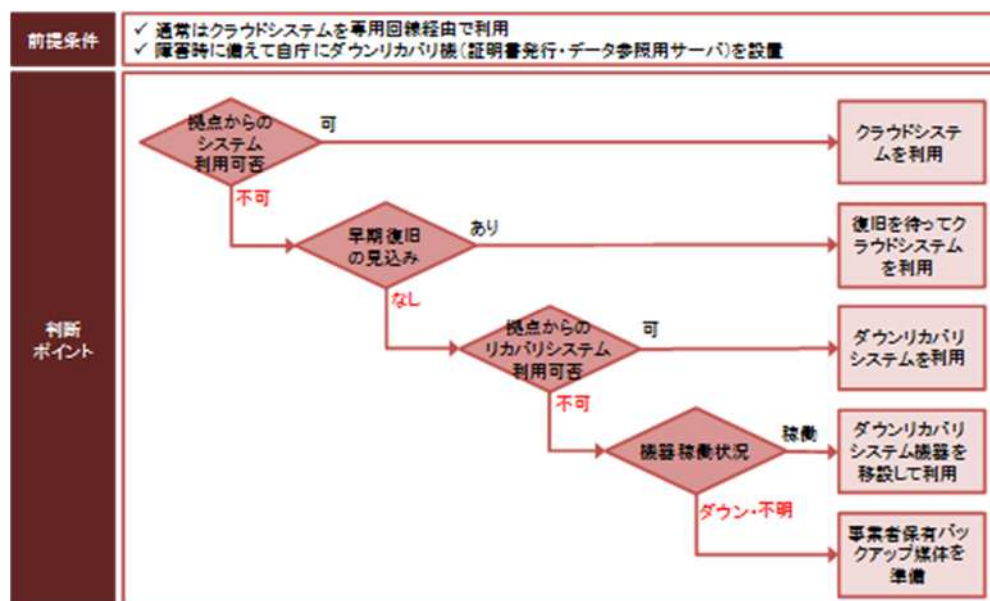 前提条件
✓ 通常はクラウドシステムを専用回線経由で利用
✓ 障害時に備えて自庁にダウンリカバリ機（証明書発行・データ参照用サーバ）を設置
判断
ポイント
拠点からの
システム
利用可否
可
クラウドシステ
ムを利用
不可
早期復旧
の見込み
あり
復旧を待ってク
ラウドシステム
を利用
なし
拠点からの
リカバリシステム
利用可否
可
ダウンリカバリ
システムを利用
不可
機器稼働状況
稼働
ダウンリカバリ
システム機器を
移設して利用
ダウン・不明
事業者保有バッ
クアップ媒体を
準備